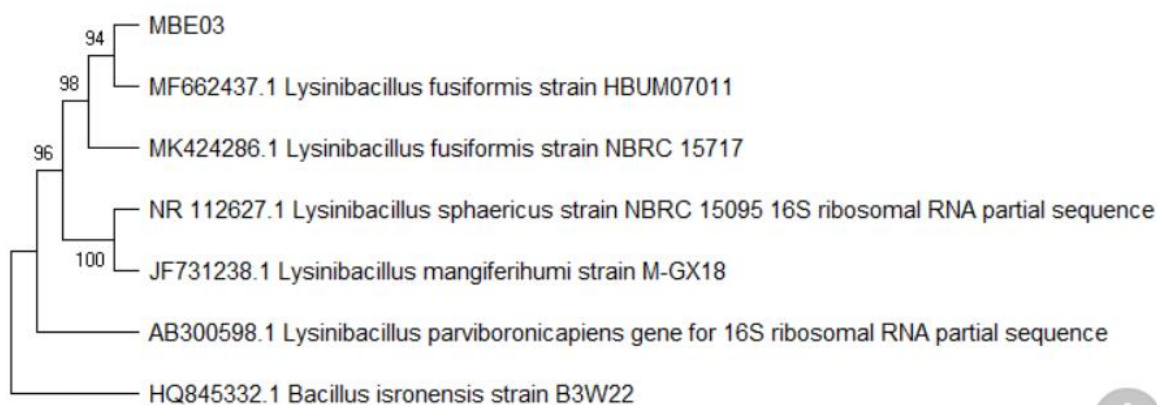 94
MBE03
MF662437.1 Lysinibacillus fusiformis strain HBUM07011
98
MK424286.1 Lysinibacillus fusiformis strain NBRC 15717
96
NR 112627.1 Lysinibacillus sphaericus strain NBRC 15095 16S ribosomal RNA partial sequence
100
JF731238.1 Lysinibacillus mangiferihumi strain M-GX18
AB300598.1 Lysinibacillus parviboronicapiens gene for 16S ribosomal RNA partial sequence
HQ845332.1 Bacillus isronensis strain B3W22